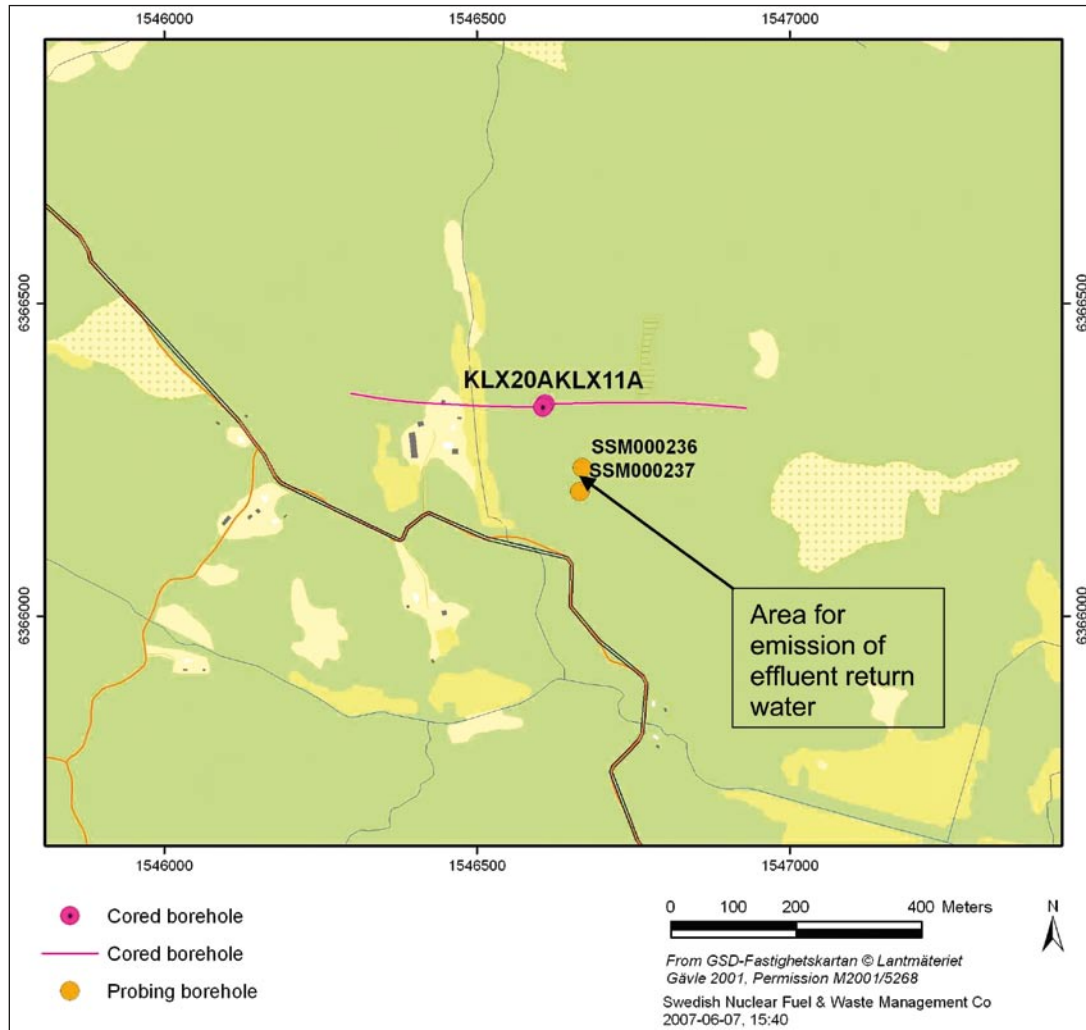 1546000 1546500 1547000
6366500 6366500
KLX20AKLX11A
SSM000236
SSM000237
6366000 6366000
Area for
emission of
effluent return
water
1546000 1546500 1547000
Cored borehole
Cored borehole
Probing borehole
0 100 200 400 Meters
N
From GSD-Fastighetskartan © Lantmäteriet
Gävle 2001, Permission M2001/5268
Swedish Nuclear Fuel & Waste Management Co
2007-06-07, 15:40